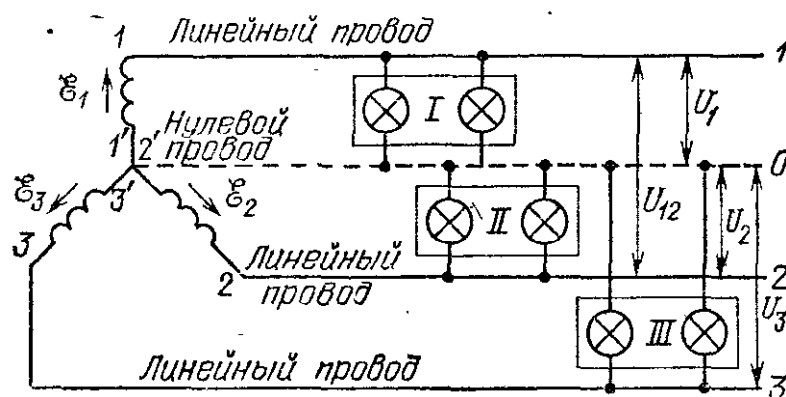 1 Линейный провод 1
ℰ1 I U1
1′ 2′ Нулевой
провод 0
3′
ℰ3 ℰ2 II U12 U2
3 2 Линейный 2
провод U3
III
Линейный провод 3